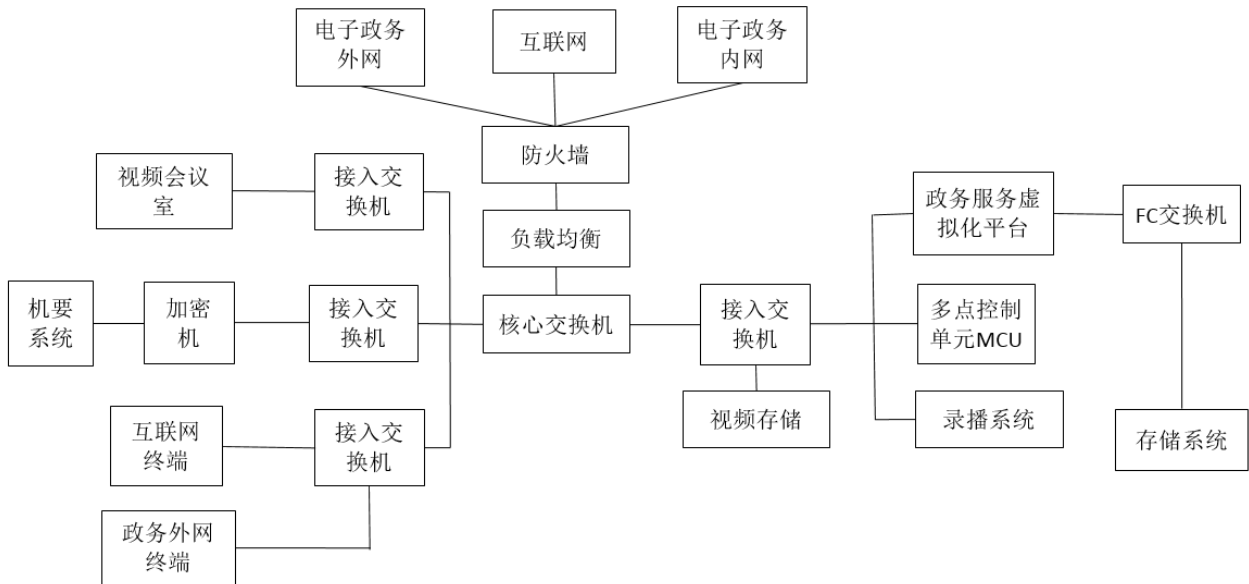 电子政务
外网
互联网
电子政务
内网
防火墙
视频会议
室
接入交
换机
政务服务虚
拟化平台
FC交换机
负载均衡
机要
系统
加密
机
接入交
换机
核心交换机
接入交
换机
多点控制
单元MCU
视频存储
录播系统
互联网
终端
接入交
换机
存储系统
政务外网
终端